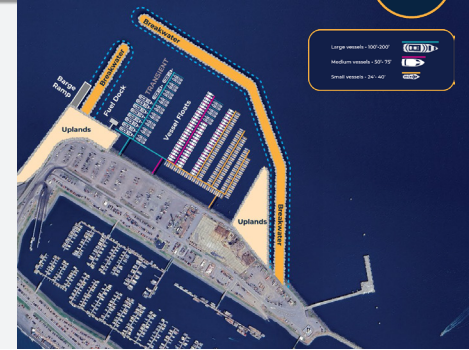 Breakwater
Breakwater
Large vessels - 100'-200'
Medium vessels - 50'- 75'
Small vessels - 24'- 40'
TRANSIENT
Barge
Ramp
Fuel Dock
Vessel Floats
Uplands
Uplands
Breakwater